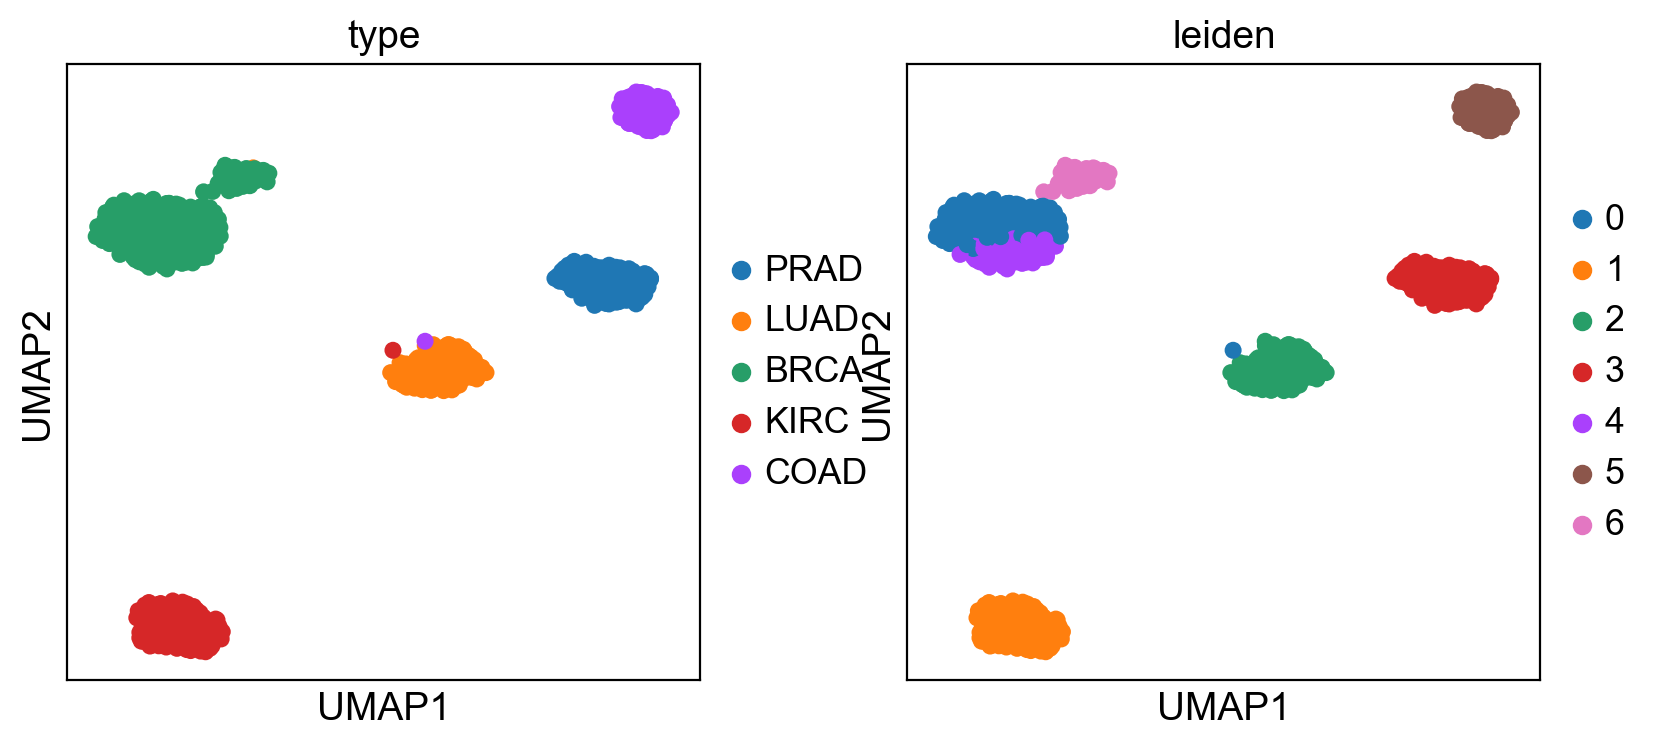 type
UMAP2
UMAP1
PRAD
LUAD
BRCA
KIRC
COAD
leiden
UMAP2
UMAP1
0
1
2
3
4
5
6